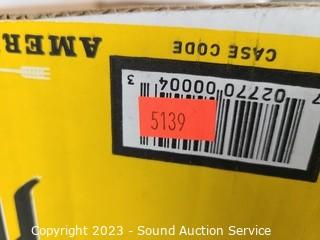 AMER
CASE CODE
7 02770 00004 3
5139
Copyright © 2023 - Sound Auction Service